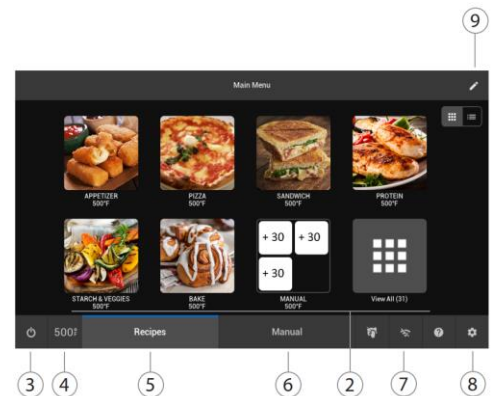 9
Main Menu
APPETIZER
500°F
PIZZA
500°F
SANDWICH
500°F
PROTEIN
500°F
STARCH & VEGGIES
500°F
BAKE
500°F
+ 30 + 30
+ 30
MANUAL
500°F
View All (31)
500°F Recipes Manual ?
3 4 5 6 2 7 8